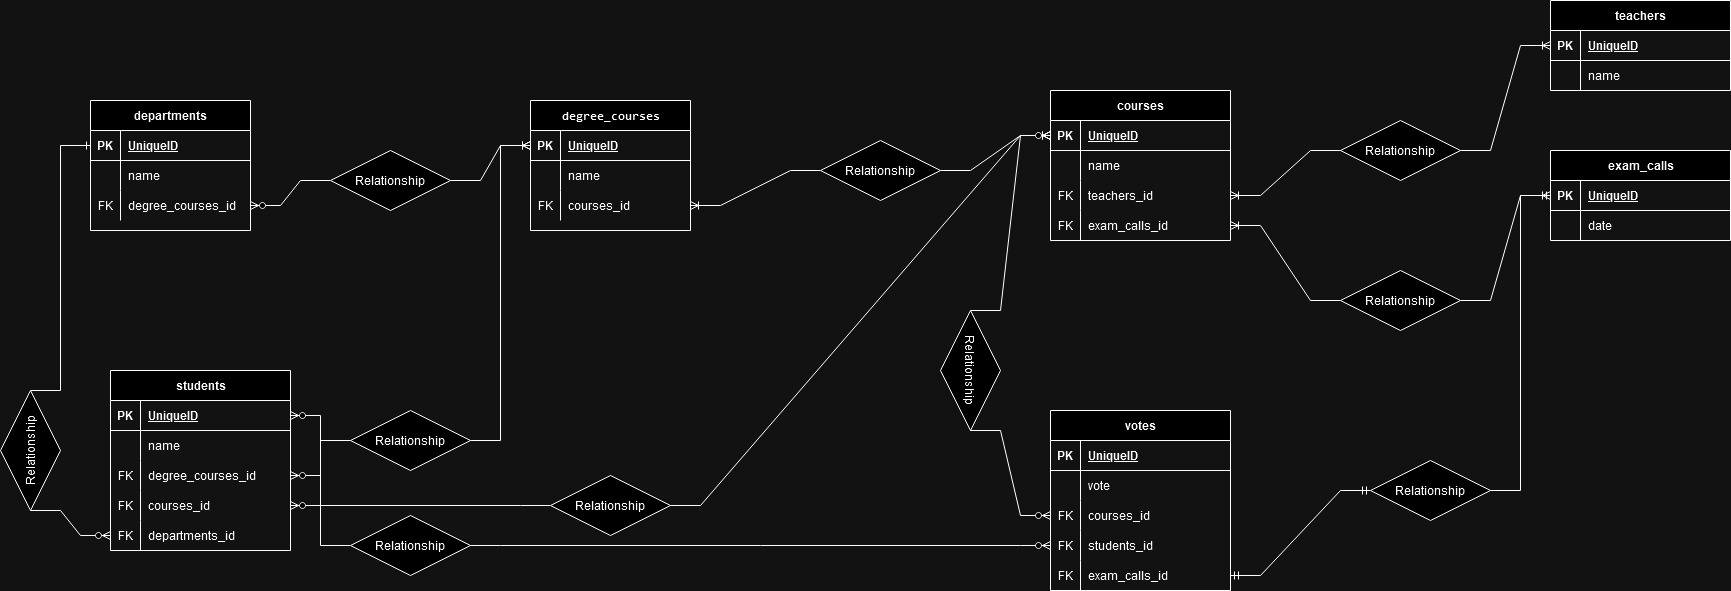 teachers
PK UniqueID
name
departments
PK UniqueID
name
FK degree_courses_id
Relationship
degree_courses
PK UniqueID
name
FK courses_id
Relationship
courses
PK UniqueID
name
FK teachers_id
FK exam_calls_id
Relationship
exam_calls
PK UniqueID
date
Relationship
Relationship
students
PK UniqueID
name
FK degree_courses_id
FK courses_id
FK departments_id
Relationship
Relationship
Relationship
Relationship
votes
PK UniqueID
vote
FK courses_id
FK students_id
FK exam_calls_id
Relationship